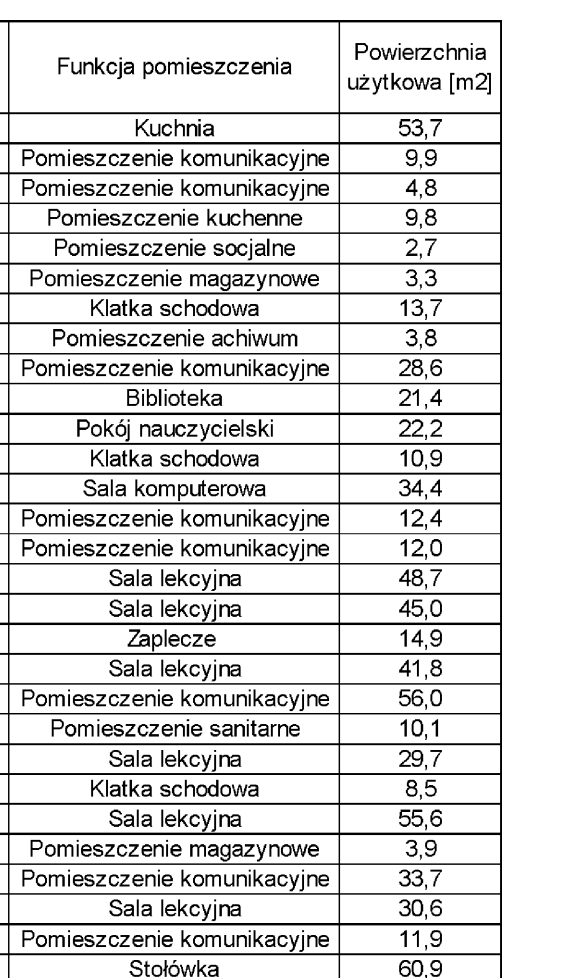 Funkcja pomieszczenia Powierzchnia użytkowa [m2]
Kuchnia 53,7
Pomieszczenie komunikacyjne 9,9
Pomieszczenie komunikacyjne 4,8
Pomieszczenie kuchenne 9,8
Pomieszczenie socjalne 2,7
Pomieszczenie magazynowe 3,3
Klatka schodowa 13,7
Pomieszczenie achiwum 3,8
Pomieszczenie komunikacyjne 28,6
Biblioteka 21,4
Pokój nauczycielski 22,2
Klatka schodowa 10,9
Sala komputerowa 34,4
Pomieszczenie komunikacyjne 12,4
Pomieszczenie komunikacyjne 12,0
Sala lekcyjna 48,7
Sala lekcyjna 45,0
Zaplecze 14,9
Sala lekcyjna 41,8
Pomieszczenie komunikacyjne 56,0
Pomieszczenie sanitarne 10,1
Sala lekcyjna 29,7
Klatka schodowa 8,5
Sala lekcyjna 55,6
Pomieszczenie magazynowe 3,9
Pomieszczenie komunikacyjne 33,7
Sala lekcyjna 30,6
Pomieszczenie komunikacyjne 11,9
Stołówka 60,9